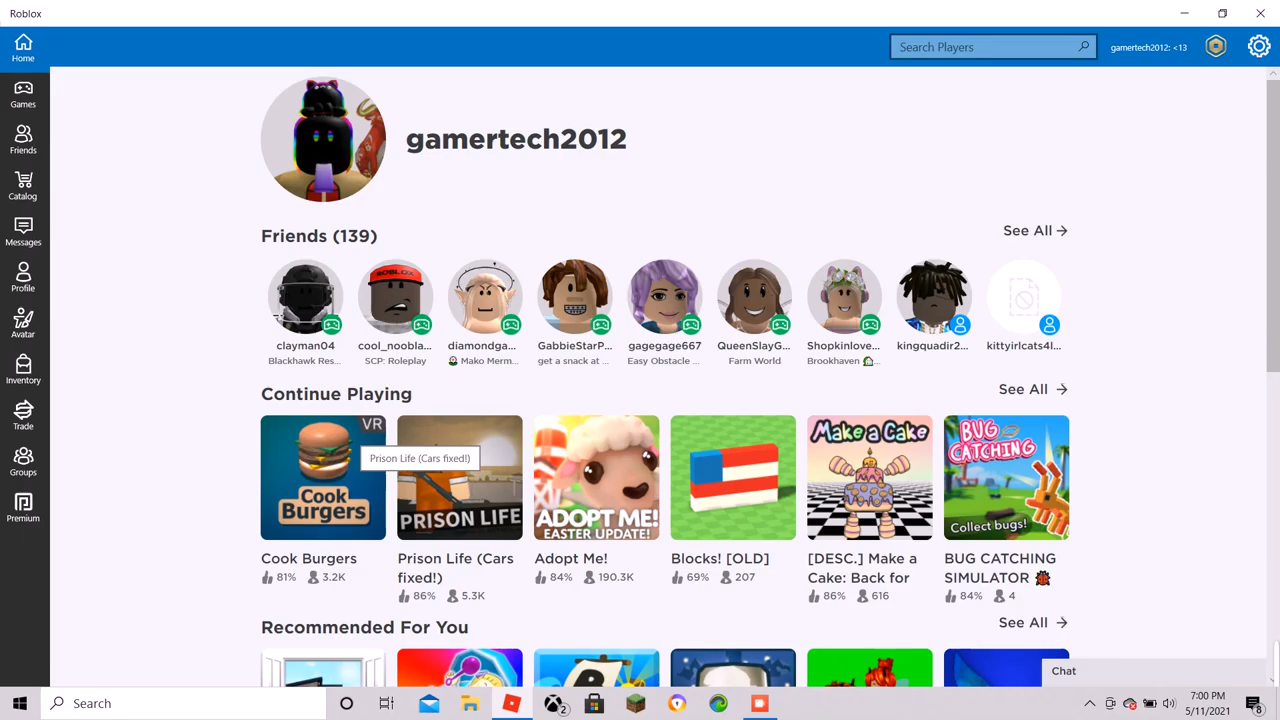 Roblox
Home
Search Players
gamertech2012: <13
Games
Friends
Catalog
Messages
Profile
Avatar
Inventory
Trade
Groups
Premium
gamertech2012
Friends (139)
See All
clayman04
cool_noobla...
diamondga...
GabbieStarP...
gagegage667
QueenSlayG...
Shopkinlove...
kingquadir2...
kittyirlcats4l...
Blackhawk Res...
SCP: Roleplay
Mako Merm...
get a snack at ...
Easy Obstacle ...
Farm World
Brookhaven ...
Continue Playing
See All
VR
Cook
Burgers
Prison Life (Cars fixed!)
PRISON LIFE
ADOPT ME!
EASTER UPDATE!
Make a Cake
BUG
CATCHING
Collect bugs!
Cook Burgers
81% 3.2K
Prison Life (Cars
fixed!)
86% 5.3K
Adopt Me!
84% 190.3K
Blocks! [OLD]
69% 207
[DESC.] Make a
Cake: Back for
86% 616
BUG CATCHING
SIMULATOR
84% 4
Recommended For You
See All
Chat
Search
2
7:00 PM
5/11/2021
8